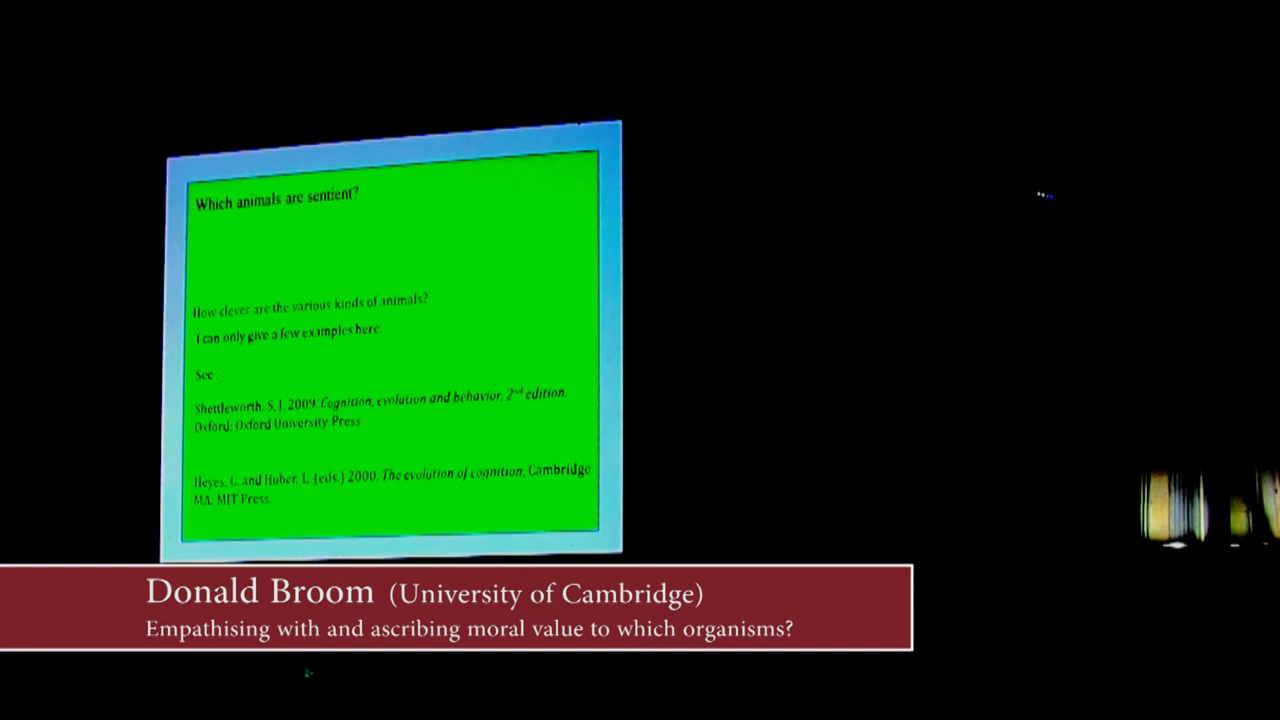 Which animals are sentient?
How clever are the various kinds of animals?
I can only give a few examples here.
See :
Shettleworth, S.J. 2009. Cognition, evolution and behavior, 2nd edition.
Oxford: Oxford University Press.
Heyes, C. and Huber, L. (eds.) 2000. The evolution of cognition, Cambridge
MA. MIT Press.
Donald Broom (University of Cambridge)
Empathising with and ascribing moral value to which organisms?